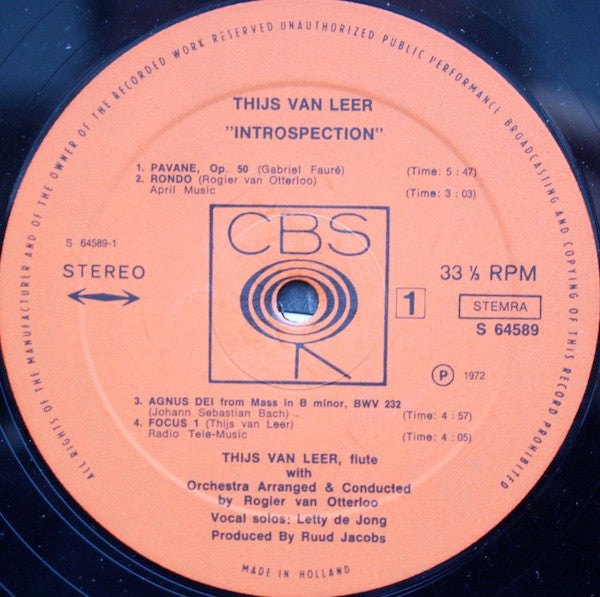 ALL RIGHTS OF THE MANUFACTURER AND OF THE OWNER OF THE RECORDED WORK RESERVED UNAUTHORIZED PUBLIC PERFORMANCE BROADCASTING AND COPYING OF THIS RECORD PROHIBITED
THIJS VAN LEER
"INTROSPECTION"
1. PAVANE, Op. 50 (Gabriel Fauré) (Time: 5 : 47)
2. RONDO (Rogier van Otterloo)
April Music (Time: 3 : 03)
S 64589-1
CBS
STEREO
33 ⅓ RPM
1
STEMRA
S 64589
P 1972
3. AGNUS DEI from Mass in B minor, BWV 232
(Johann Sebastian Bach) (Time: 4 : 57)
4. FOCUS 1 (Thijs van Leer)
Radio Tele-Music (Time: 4 : 05)
THIJS VAN LEER, flute
with
Orchestra Arranged & Conducted
by Rogier van Otterloo
Vocal solos: Letty de Jong
Produced By Ruud Jacobs
MADE IN HOLLAND